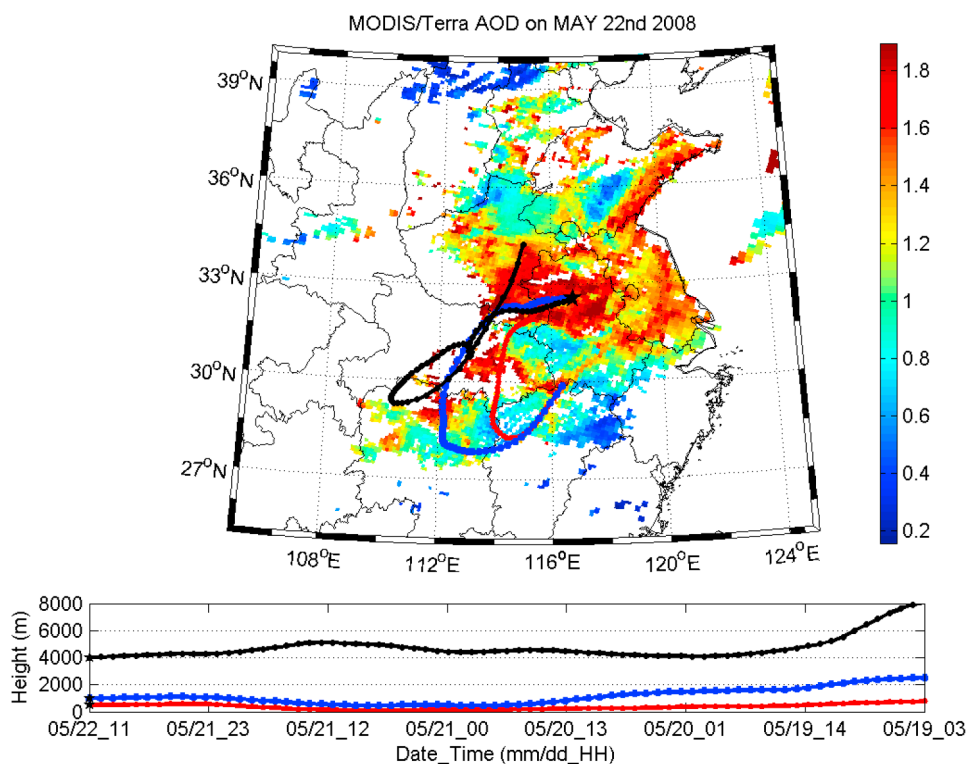 MODIS/Terra AOD on MAY 22nd 2008
39°N
36°N
33°N
30°N
27°N
108°E
112°E
116°E
120°E
124°E
1.8
1.6
1.4
1.2
1
0.8
0.6
0.4
0.2
Height (m)
8000
6000
4000
2000
0
05/22_11
05/21_23
05/21_12
05/21_00
05/20_13
05/20_01
05/19_14
05/19_03
Date_Time (mm/dd_HH)